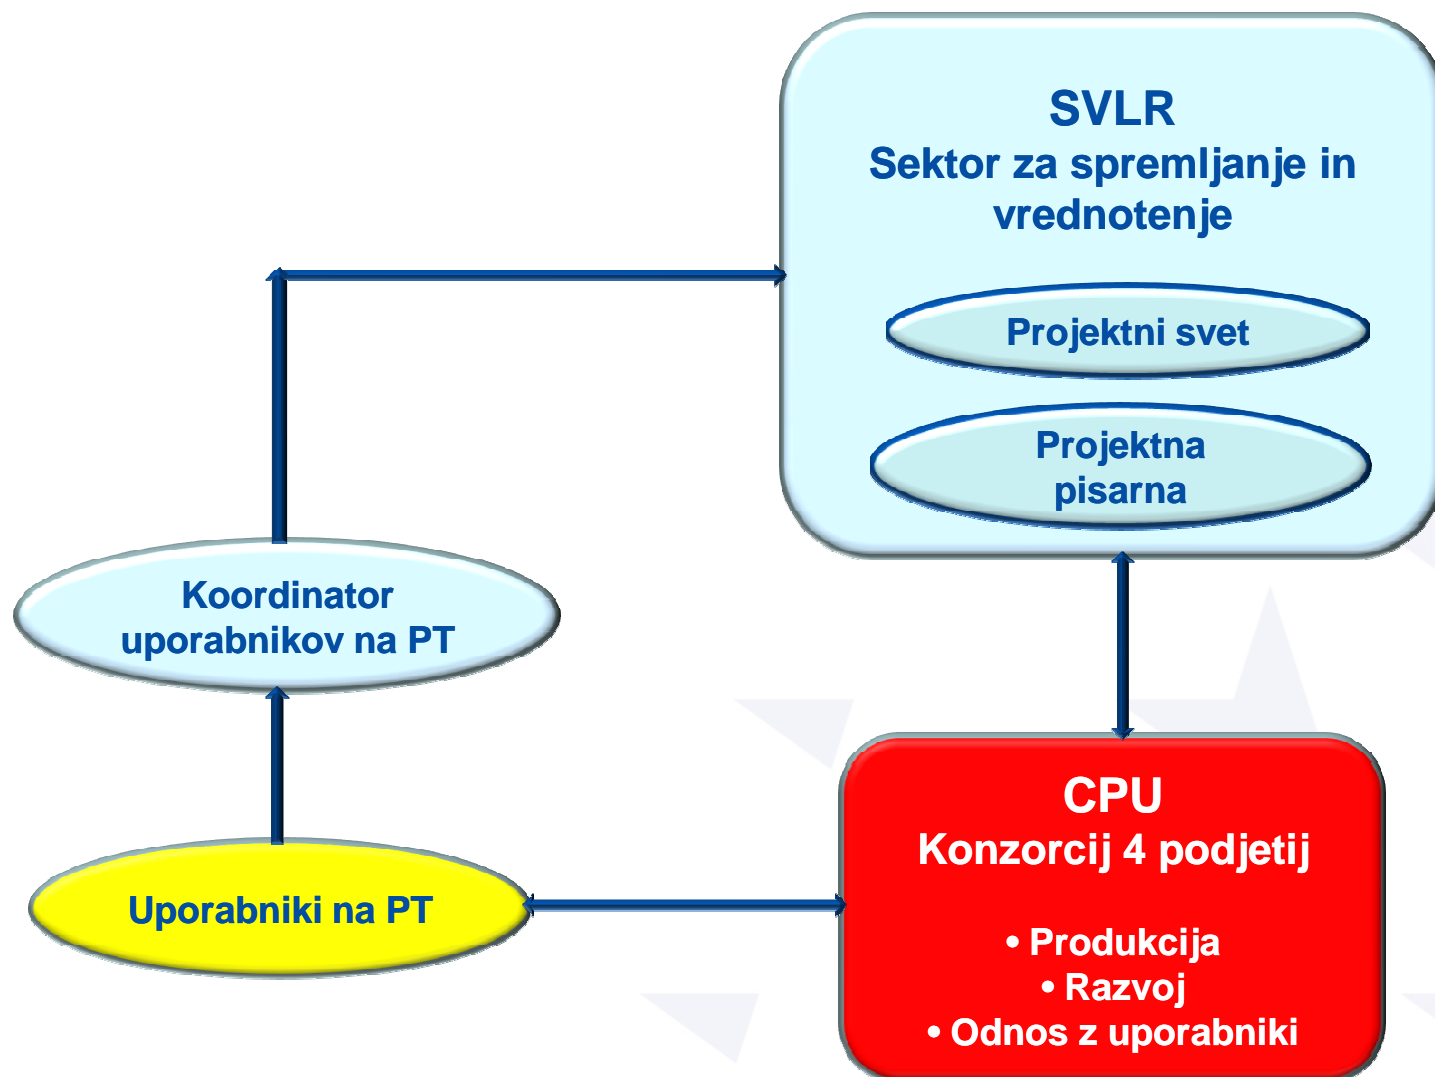 SVLR
Sektor za spremljanje in
vrednotenje
Projektni svet
Projektna
pisarna
Koordinator
uporabnikov na PT
Uporabniki na PT
CPU
Konzorcij 4 podjetij
• Produkcija
• Razvoj
• Odnos z uporabniki